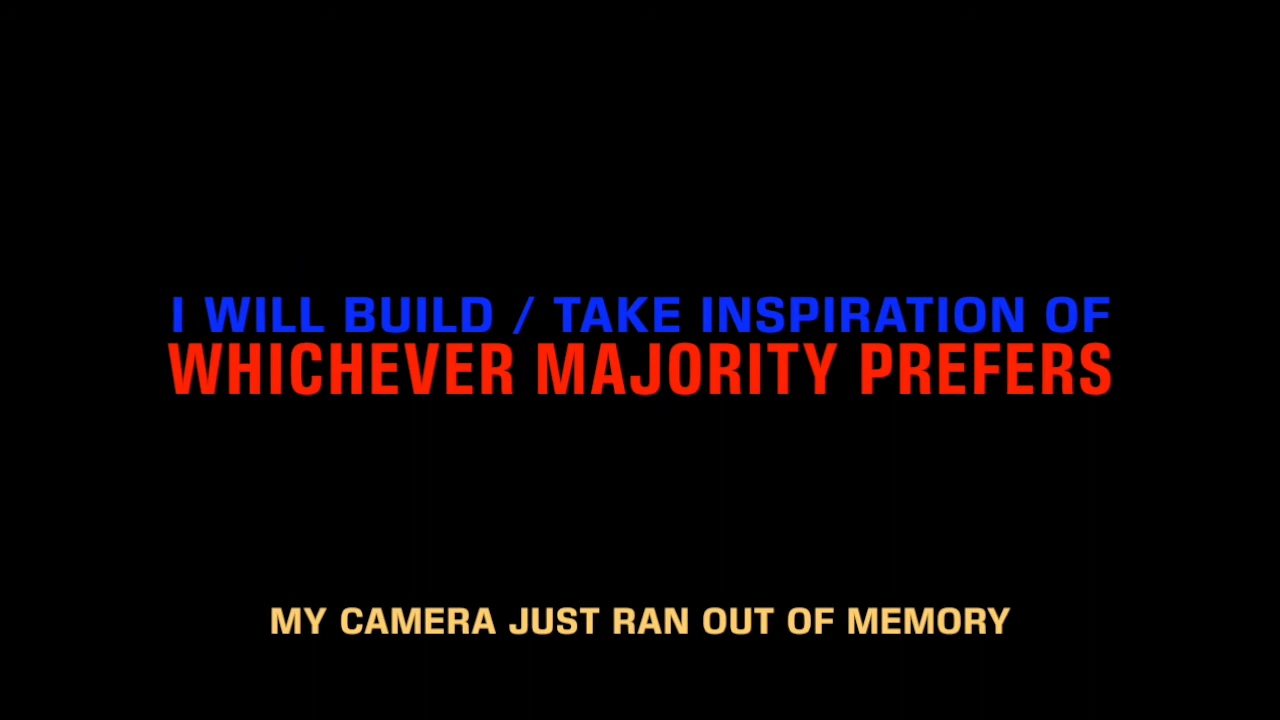 I WILL BUILD / TAKE INSPIRATION OF
WHICHEVER MAJORITY PREFERS
MY CAMERA JUST RAN OUT OF MEMORY